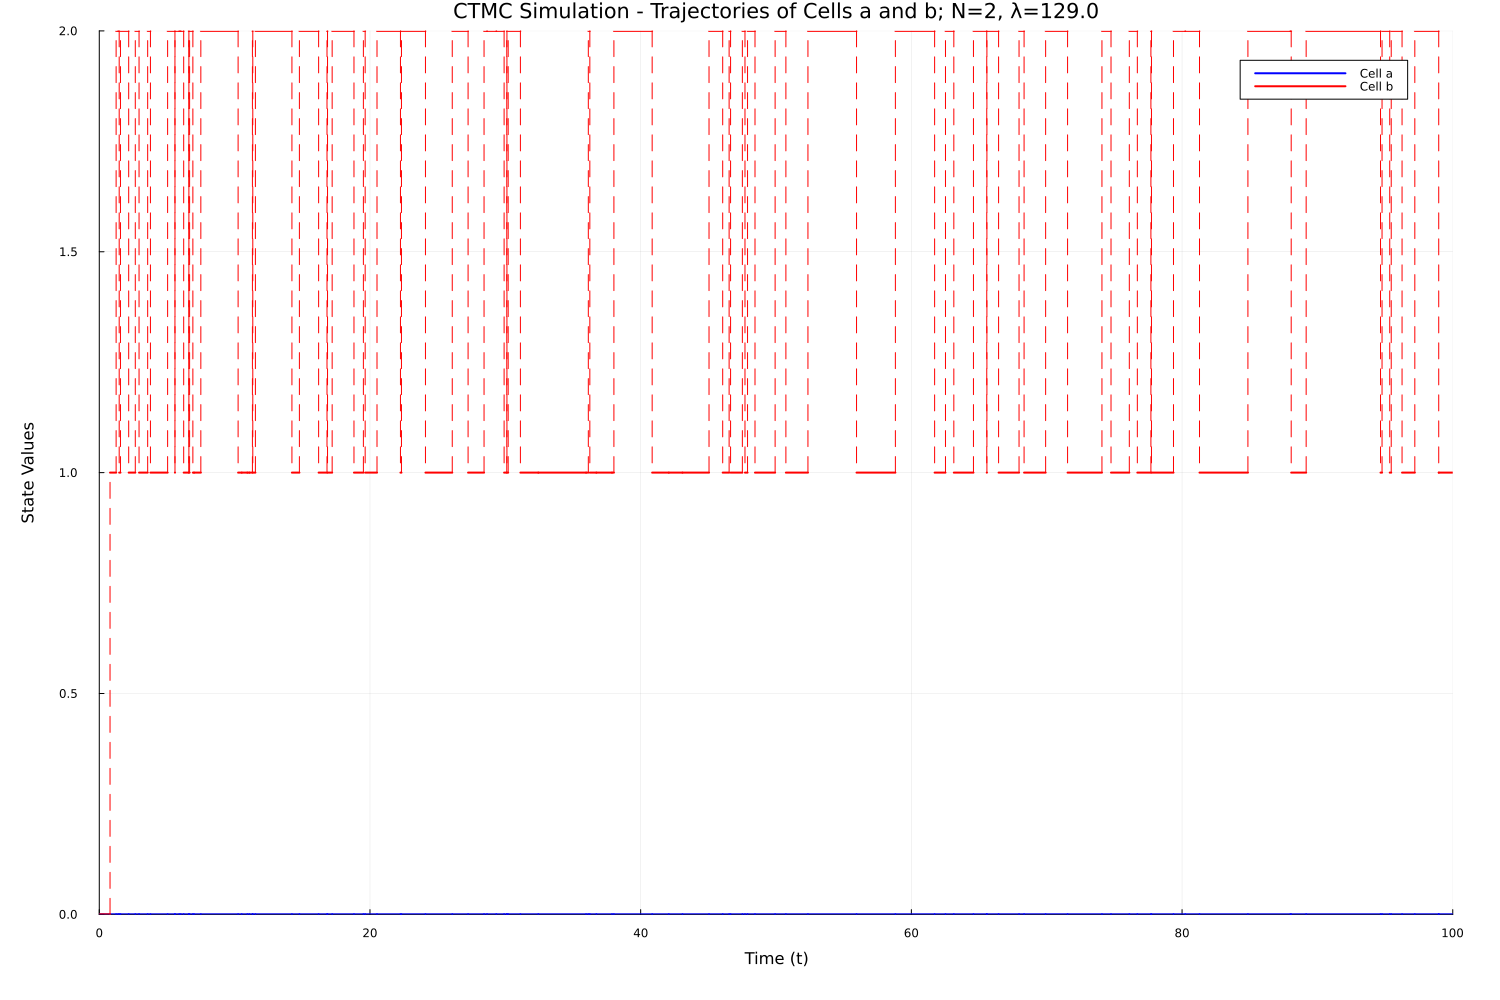 CTMC Simulation - Trajectories of Cells a and b; N=2, λ=129.0
2.0
Cell a
Cell b
1.5
1.0
State Values
0.5
0.0
0 20 40 60 80 100
Time (t)